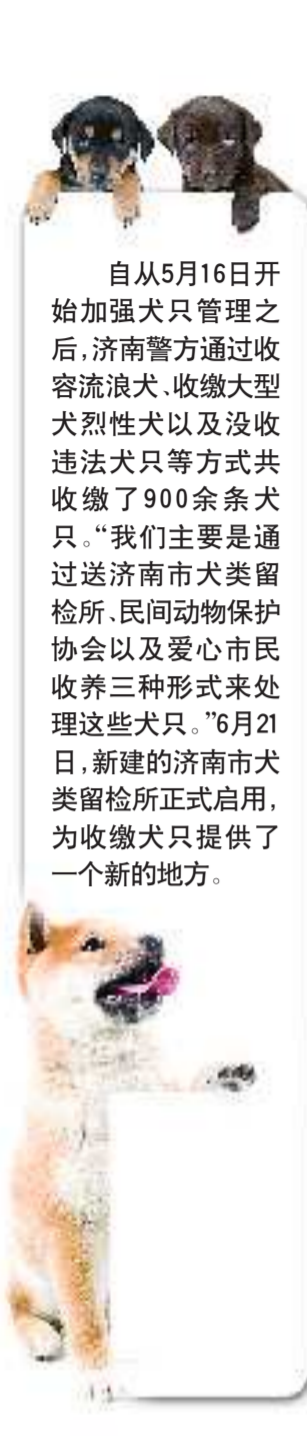 自从5月16日开
始加强犬只管理之
后,济南警方通过收
容流浪犬、收缴大型
犬烈性犬以及没收
违法犬只等方式共
收缴了900余条犬
只。“我们主要是通
过送济南市犬类留
检所、民间动物保护
协会以及爱心市民
收养三种形式来处
理这些犬只。”6月21
日,新建的济南市犬
类留检所正式启用,
为收缴犬只提供了
一个新的地方。